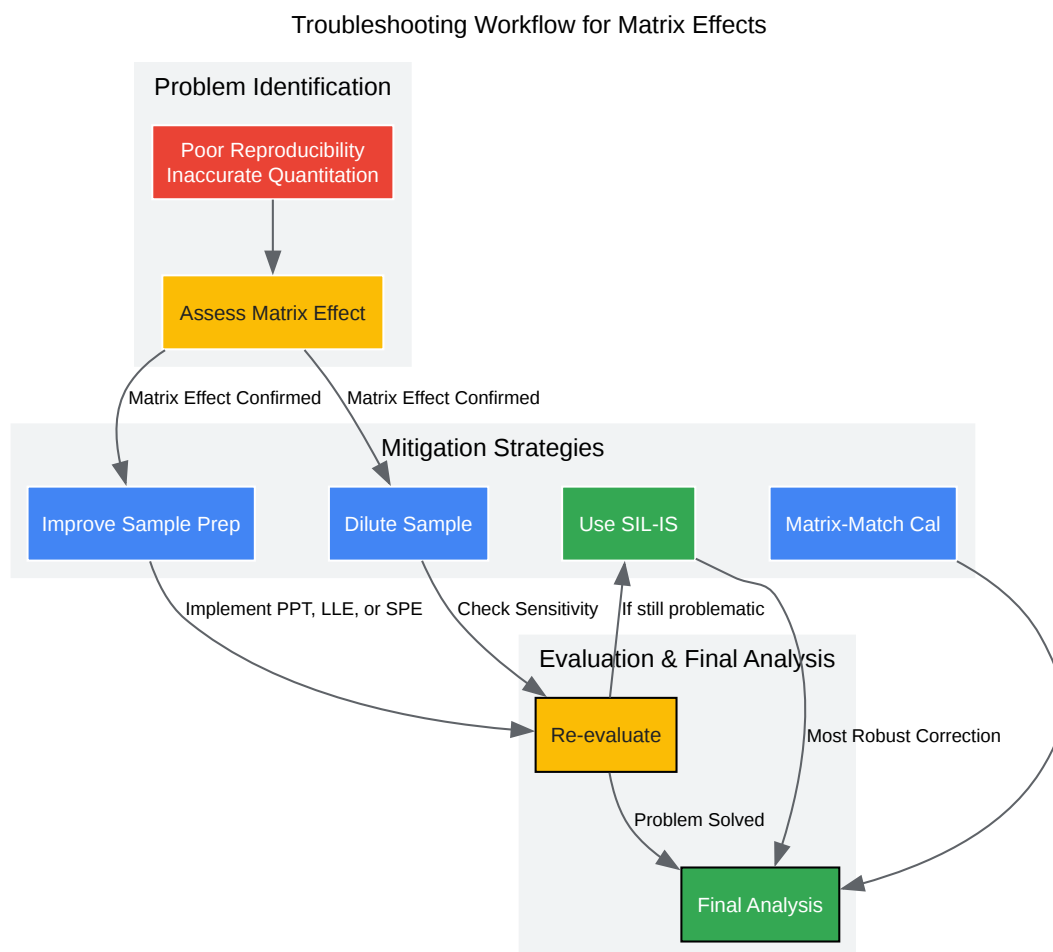 Troubleshooting Workflow for Matrix Effects
Problem Identification
Poor Reproducibility
Inaccurate Quantitation
Assess Matrix Effect
Matrix Effect Confirmed
Matrix Effect Confirmed
Mitigation Strategies
Improve Sample Prep
Dilute Sample
Use SIL-IS
Matrix-Match Cal
Implement PPT, LLE, or SPE
Check Sensitivity
If still problematic
Evaluation & Final Analysis
Re-evaluate
Most Robust Correction
Problem Solved
Final Analysis